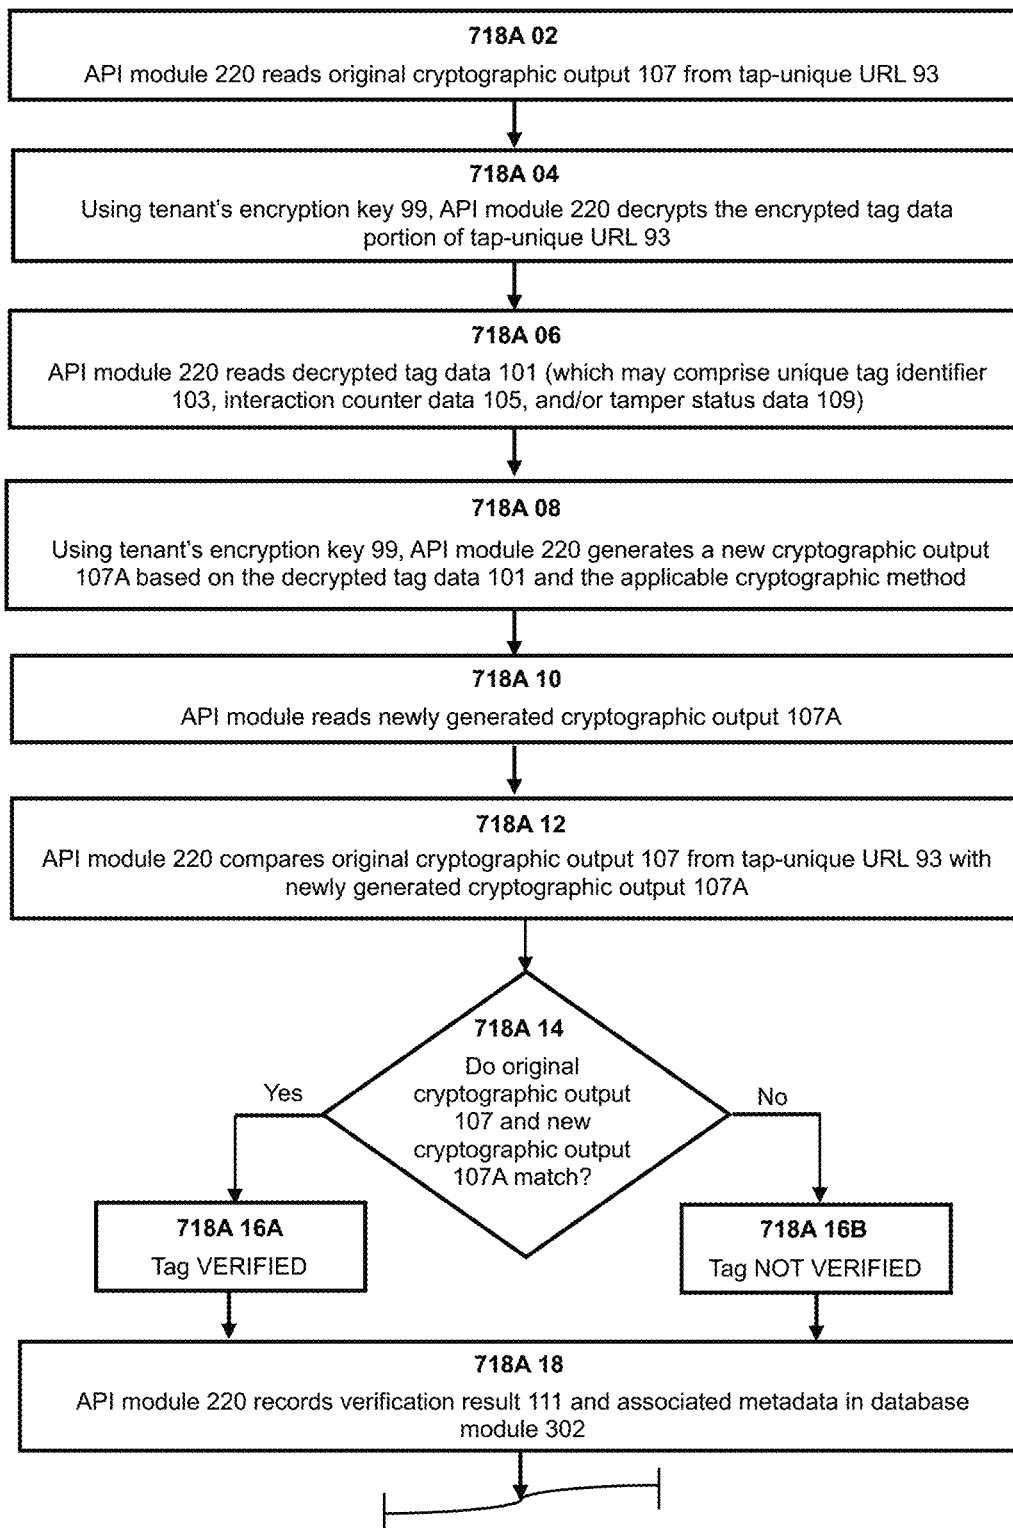 718A 02
API module 220 reads original cryptographic output 107 from tap-unique URL 93
718A 04
Using tenant's encryption key 99, API module 220 decrypts the encrypted tag data
portion of tap-unique URL 93
718A 06
API module 220 reads decrypted tag data 101 (which may comprise unique tag identifier
103, interaction counter data 105, and/or tamper status data 109)
718A 08
Using tenant's encryption key 99, API module 220 generates a new cryptographic output
107A based on the decrypted tag data 101 and the applicable cryptographic method
718A 10
API module reads newly generated cryptographic output 107A
718A 12
API module 220 compares original cryptographic output 107 from tap-unique URL 93 with
newly generated cryptographic output 107A
718A 14
Do original
cryptographic output
107 and new
cryptographic output
107A match?
Yes
No
718A 16A
Tag VERIFIED
718A 16B
Tag NOT VERIFIED
718A 18
API module 220 records verification result 111 and associated metadata in database
module 302